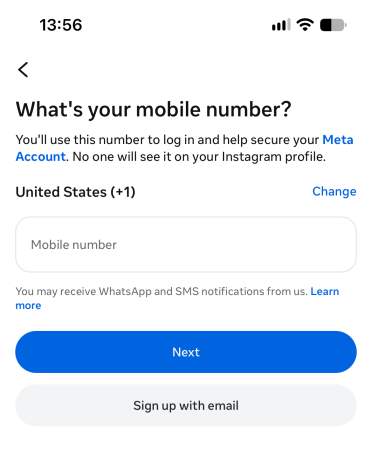 13:56
What's your mobile number?
You'll use this number to log in and help secure your Meta
Account. No one will see it on your Instagram profile.
United States (+1)
Change
Mobile number
You may receive WhatsApp and SMS notifications from us. Learn
more
Next
Sign up with email